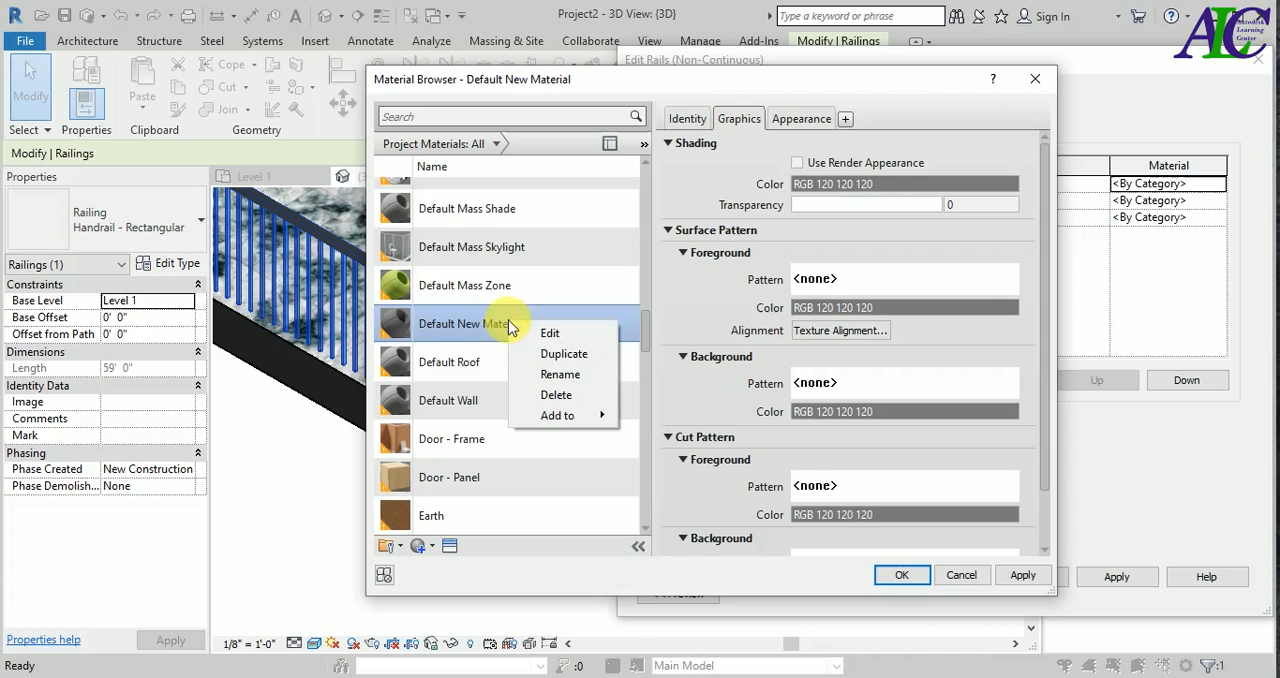 Project2 - 3D View: {3D}
Type a keyword or phrase
Sign In
Autodesk
Learning
Center
ALC
File
Architecture
Structure
Steel
Systems
Insert
Annotate
Analyze
Massing & Site
Collaborate
View
Manage
Add-Ins
Modify | Railings
Edit Rails (Non-Continuous)
Modify
Paste
Cope
Cut
Join
Select
Properties
Clipboard
Geometry
Modify | Railings
Properties
Level 1
Railing
Handrail - Rectangular
Railings (1)
Edit Type
Constraints
Base Level
Level 1
Base Offset
0' 0"
Offset from Path
0' 0"
Dimensions
Length
59' 0"
Identity Data
Image
Comments
Mark
Phasing
Phase Created
New Construction
Phase Demolish...
None
Properties help
Apply
Material Browser - Default New Material
?
Search
Project Materials: All
Name
Default Mass Shade
Default Mass Skylight
Default Mass Zone
Default New Mate
Default Roof
Default Wall
Door - Frame
Door - Panel
Earth
Edit
Duplicate
Rename
Delete
Add to
Identity
Graphics
Appearance
Shading
Use Render Appearance
Color
RGB 120 120 120
Transparency
0
Surface Pattern
Foreground
Pattern
<none>
Color
RGB 120 120 120
Alignment
Texture Alignment...
Background
Pattern
<none>
Color
RGB 120 120 120
Cut Pattern
Foreground
Pattern
<none>
Color
RGB 120 120 120
Background
OK
Cancel
Apply
Material
<By Category>
<By Category>
<By Category>
Up
Down
Apply
Help
1/8" = 1'-0"
Ready
:0
Main Model
:1